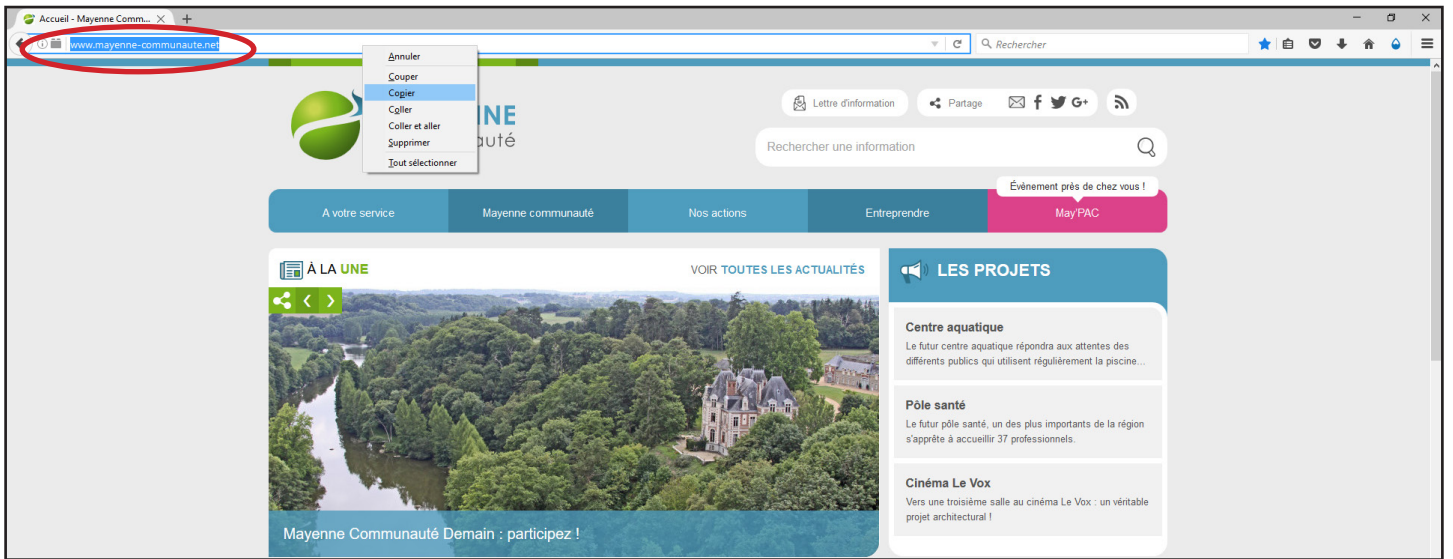 Accueil - Mayenne Comm...
www.mayenne-communaute.net
Rechercher
Annuler
Couper
Copier
Coller
Coller et aller
Supprimer
Tout sélectionner
Lettre d'information
Partage
G+
Rechercher une information
Évènement près de chez vous !
A votre service
Mayenne communauté
Nos actions
Entreprendre
May'PAC
À LA UNE
VOIR TOUTES LES ACTUALITÉS
LES PROJETS
Centre aquatique
Le futur centre aquatique répondra aux attentes des
différents publics qui utilisent régulièrement la piscine...
Pôle santé
Le futur pôle santé, un des plus importants de la région
s'apprête à accueillir 37 professionnels.
Cinéma Le Vox
Vers une troisième salle au cinéma Le Vox : un véritable
projet architectural !
Mayenne Communauté Demain : participez !